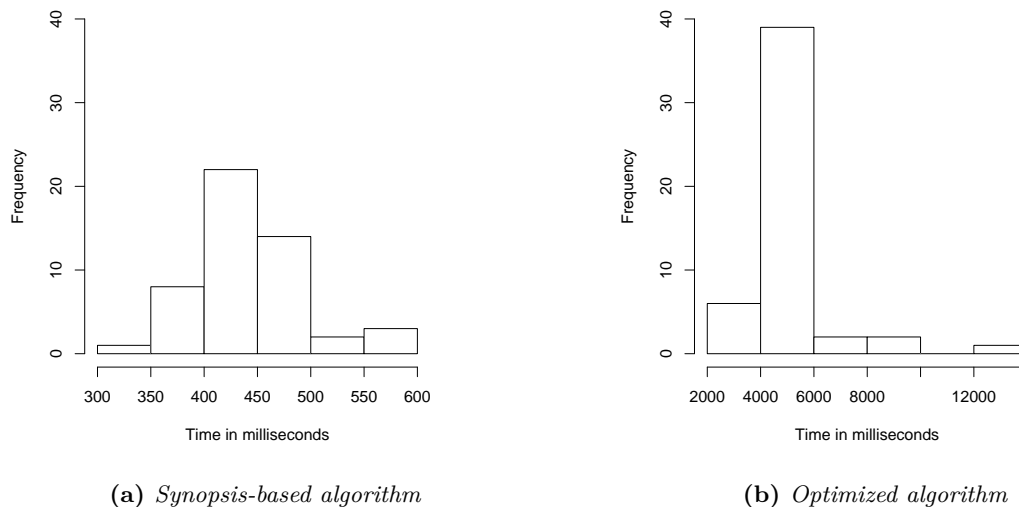 Frequency
40
30
20
10
0
300 350 400 450 500 550 600
Time in milliseconds
(a) Synopsis-based algorithm
Frequency
40
30
20
10
0
2000 4000 6000 8000 12000
Time in milliseconds
(b) Optimized algorithm